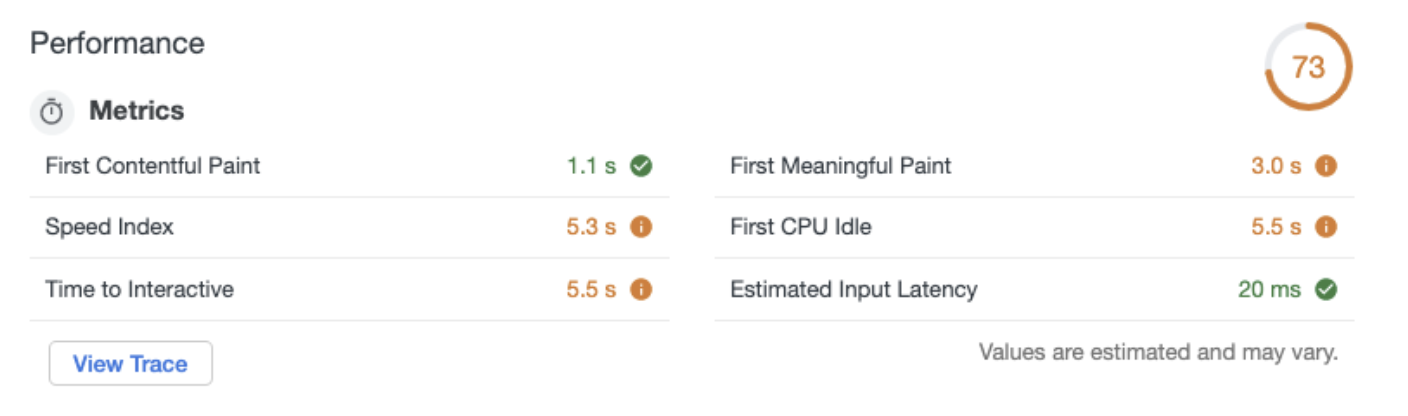 Performance
73
Metrics
First Contentful Paint 1.1 s
First Meaningful Paint 3.0 s
Speed Index 5.3 s
First CPU Idle 5.5 s
Time to Interactive 5.5 s
Estimated Input Latency 20 ms
View Trace
Values are estimated and may vary.